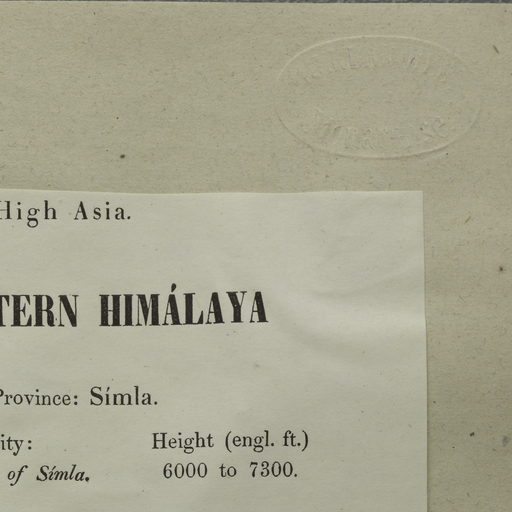 High Asia.
TERN HIMÁLAYA
Province: Símla.
ity:
Height (engl. ft.)
of Símla.
6000 to 7300.